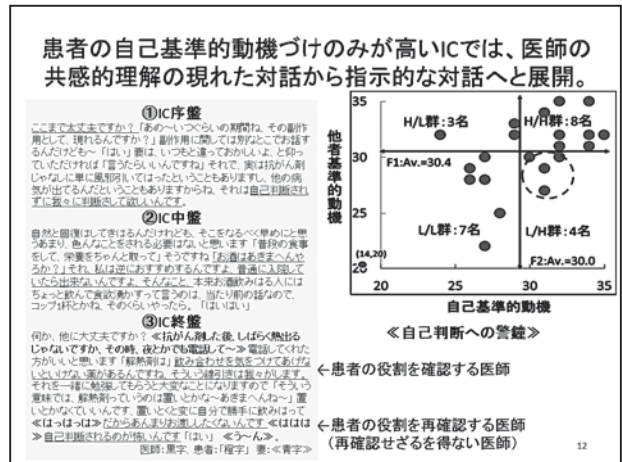 患者の自己基準的動機づけのみが高いICでは、医師の
共感的理解の現れた対話から指示的な対話へと展開。
①IC序盤
ここまで大丈夫ですか？「あの～いつぐらいの期間ね、その副作
用として、現れるんですか？」副作用に関しては別なとこでお話す
るんだけども～「はい」要は、いつもと違っておかしいよ、と仰っ
ていただければ「言うたらいいんですね」それで、実は抗がん剤
じゃなしに単に風邪引いてはったということもありますし、他の病
気が出てるんだということもありますからね、それは自己判断され
ずに我々に判断して欲しいんです。
②IC中盤
自然と回復はしてきはるんだけれども、そこをなるべく早めにと思
うあまり、色んなことをされる必要はないと思います「普段の食事
をして、栄養をちゃんと取って」そうですね「お酒はあきまへんや
ろか？」それ、私は逆におすすめするんですよ、普通に入院して
いたら出来ないんですよ、そんなこと、本来お酒飲みはる人には
ちょっと飲んで食欲湧かすって言うのは、当たり前の話なので、
コップ1杯とかね、そのくらいやったら。「はいはい」
③IC終盤
何か、他に大丈夫ですか？≪抗がん剤した後、しばらく熱出る
じゃないですか、その時、夜とかでも電話して～≫電話してくれた
方がいいと思います「解熱剤は」飲み合わせを気をつけてあげな
いといけない薬があるんですね、そういう線引きは我々がします。
それを一緒に勉強してもらうと大変なことになりますので「そういう
意味では、解熱剤っていうのは置いとかな～あきまへんね～」置
いとかなくていいんです、置いとくと変に自分で勝手に飲みはって
≪はっはっは≫だからあんまりお渡ししたくないんです≪ははは
≫自己判断されるのが怖いんです「はい」≪う～ん≫。
医師：黒字、患者：「橙字」 妻：≪青字≫
他者基準的動機
35
30
25
20
H/L群：3名
H/H群：8名
F1:Av.=30.4
L/L群：7名
L/H群：4名
F2:Av.=30.0
(14,20)
20
25
30
35
自己基準的動機
≪自己判断への警鐘≫
←患者の役割を確認する医師
←患者の役割を再確認する医師
（再確認せざるを得ない医師）
12